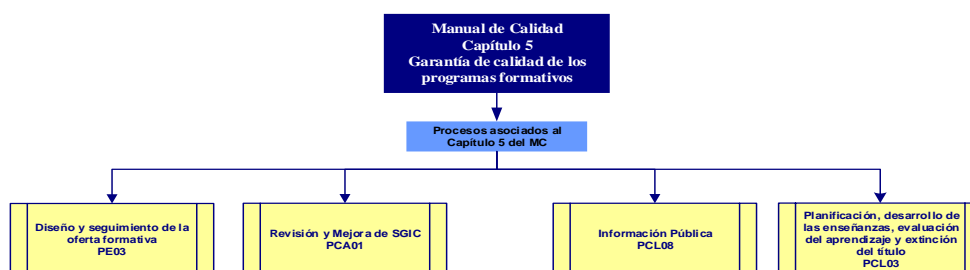 Manual de Calidad
Capítulo 5
Garantía de calidad de los
programas formativos
Procesos asociados al
Capítulo 5 del MC
Diseño y seguimiento de la
oferta formativa
PE03
Revisión y Mejora de SGIC
PCA01
Información Pública
PCL08
Planificación, desarrollo de
las enseñanzas, evaluación
del aprendizaje y extinción
del título
PCL03